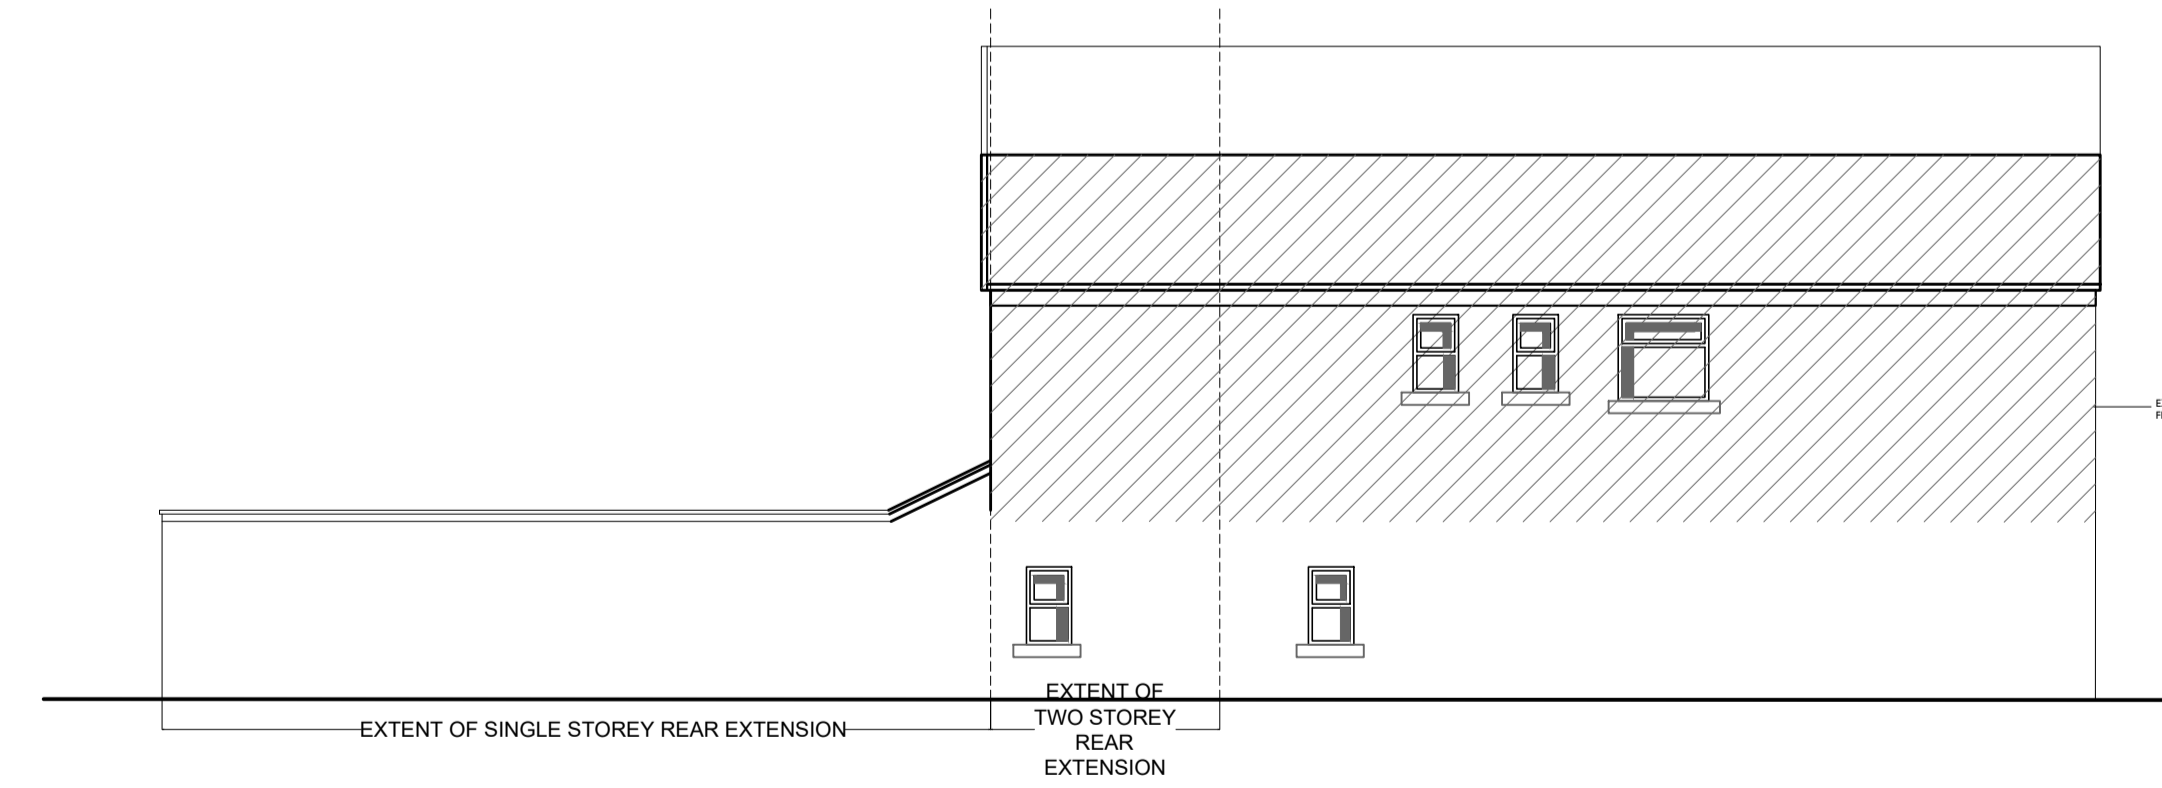 EXTENT OF SINGLE STOREY REAR EXTENSION
EXTENT OF
TWO STOREY
REAR
EXTENSION